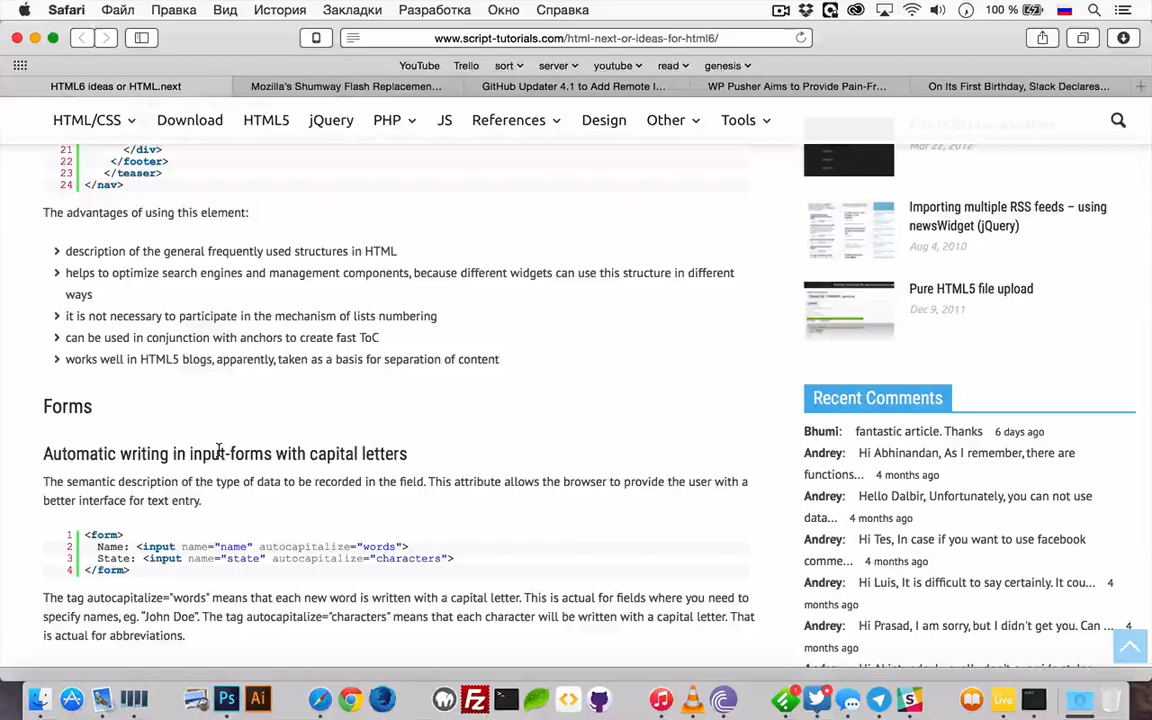 Safari Файл Правка Вид История Закладки Разработка Окно Справка 100 %
www.script-tutorials.com/html-next-or-ideas-for-html6/
YouTube Trello sort server youtube read genesis
HTML6 ideas or HTML.next Mozilla's Shumway Flash Replacemen... GitHub Updater 4.1 to Add Remote I... WP Pusher Aims to Provide Pain-Fr... On Its First Birthday, Slack Declares...
HTML/CSS Download HTML5 jQuery PHP JS References Design Other Tools
Mar 22, 2012
21 </div>
22 </footer>
23 </teaser>
24 </nav>
The advantages of using this element:
description of the general frequently used structures in HTML
helps to optimize search engines and management components, because different widgets can use this structure in different
ways
it is not necessary to participate in the mechanism of lists numbering
can be used in conjunction with anchors to create fast ToC
works well in HTML5 blogs, apparently, taken as a basis for separation of content
Forms
Automatic writing in input-forms with capital letters
The semantic description of the type of data to be recorded in the field. This attribute allows the browser to provide the user with a
better interface for text entry.
1 <form>
2 Name: <input name="name" autocapitalize="words">
3 State: <input name="state" autocapitalize="characters">
4 </form>
The tag autocapitalize="words" means that each new word is written with a capital letter. This is actual for fields where you need to
specify names, eg. “John Doe”. The tag autocapitalize="characters" means that each character will be written with a capital letter. That
is actual for abbreviations.
Importing multiple RSS feeds – using
newsWidget (jQuery)
Aug 4, 2010
Pure HTML5 file upload
Dec 9, 2011
Recent Comments
Bhumi: fantastic article. Thanks 6 days ago
Andrey: Hi Abhinandan, As I remember, there are
functions... 4 months ago
Andrey: Hello Dalbir, Unfortunately, you can not use
data... 4 months ago
Andrey: Hi Tes, In case if you want to use facebook
comme... 4 months ago
Andrey: Hi Luis, It is difficult to say certainly. It cou... 4
months ago
Andrey: Hi Prasad, I am sorry, but I didn't get you. Can ... 4
months ago
Ps Ai Fz Live